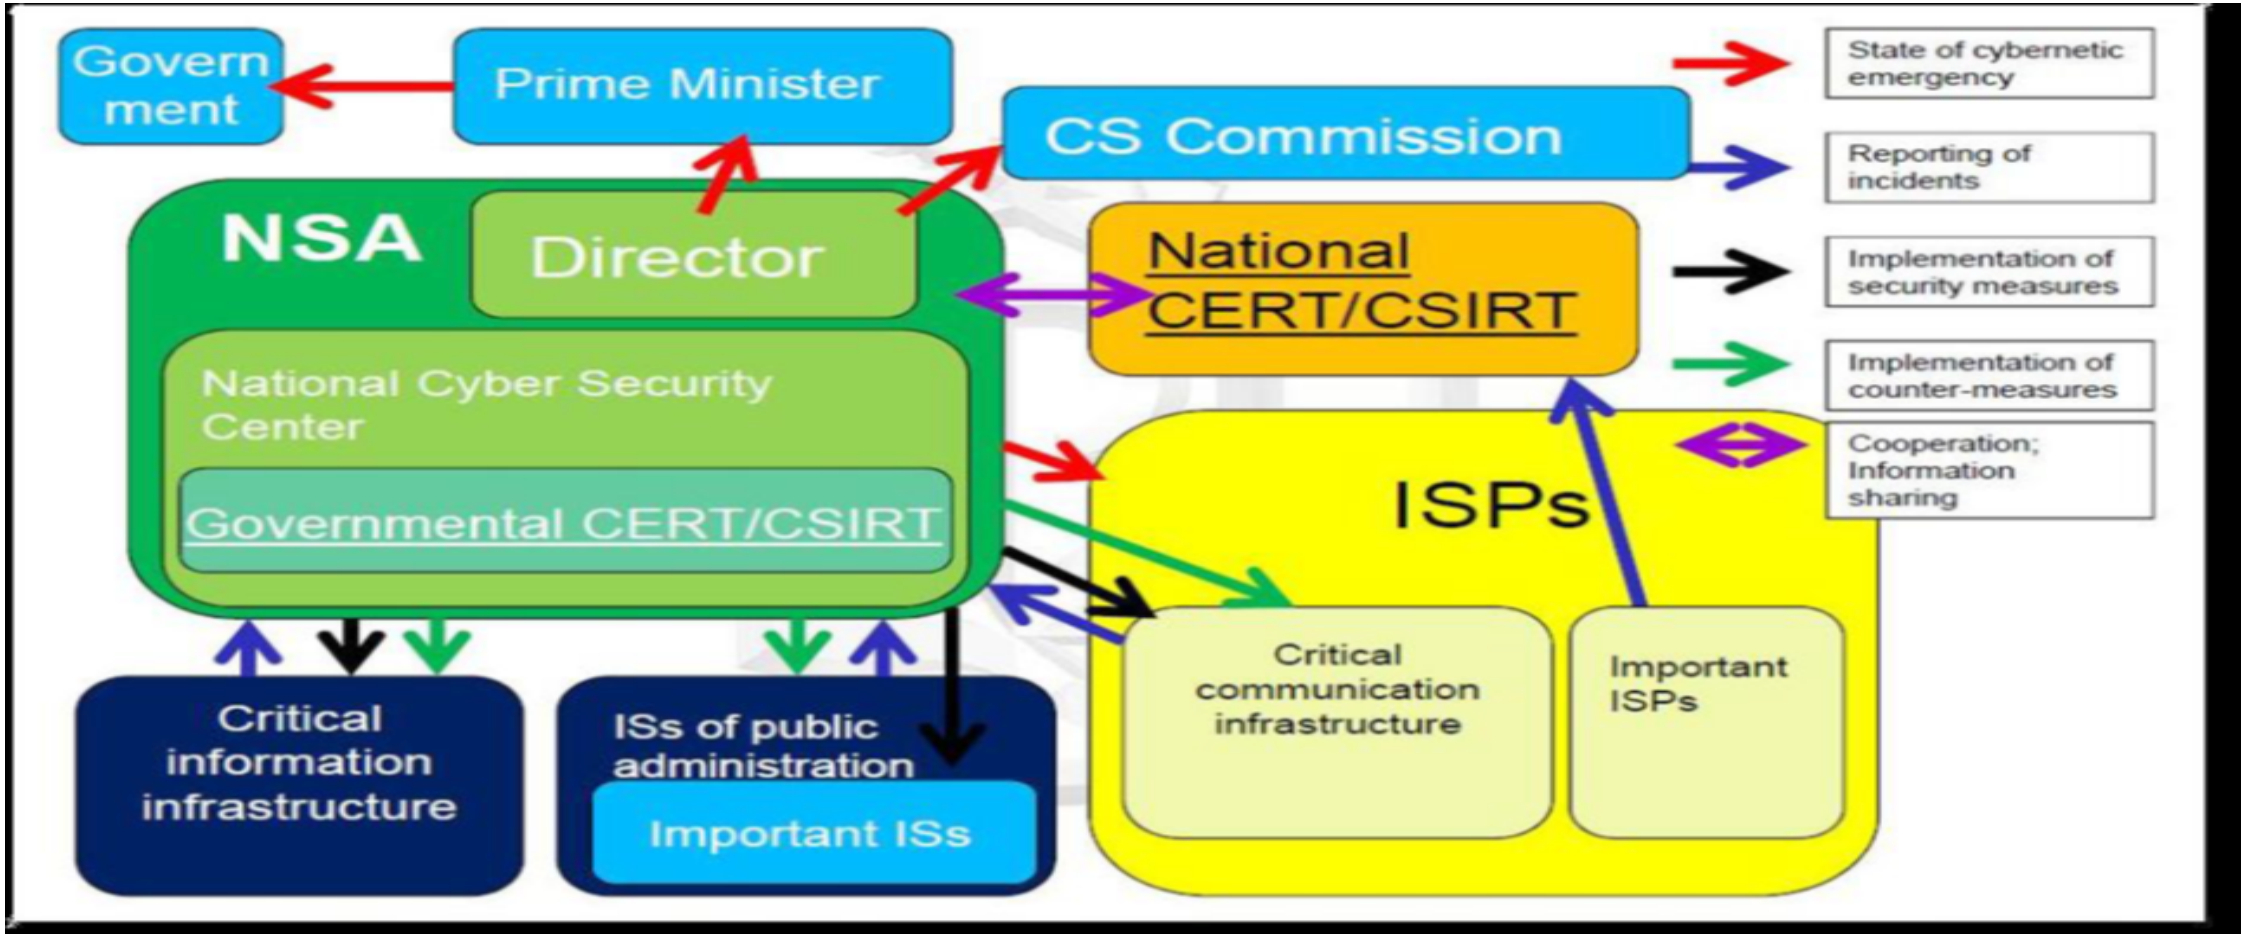 Govern
ment
Prime Minister
CS Commission
State of cybernetic
emergency
Reporting of
incidents
NSA
Director
National
CERT/CSIRT
Implementation of
security measures
Implementation of
counter-measures
National Cyber Security
Center
Cooperation;
Information
sharing
Governmental CERT/CSIRT
ISPs
Critical
information
infrastructure
ISs of public
administration
Important ISs
Critical
communication
infrastructure
Important
ISPs